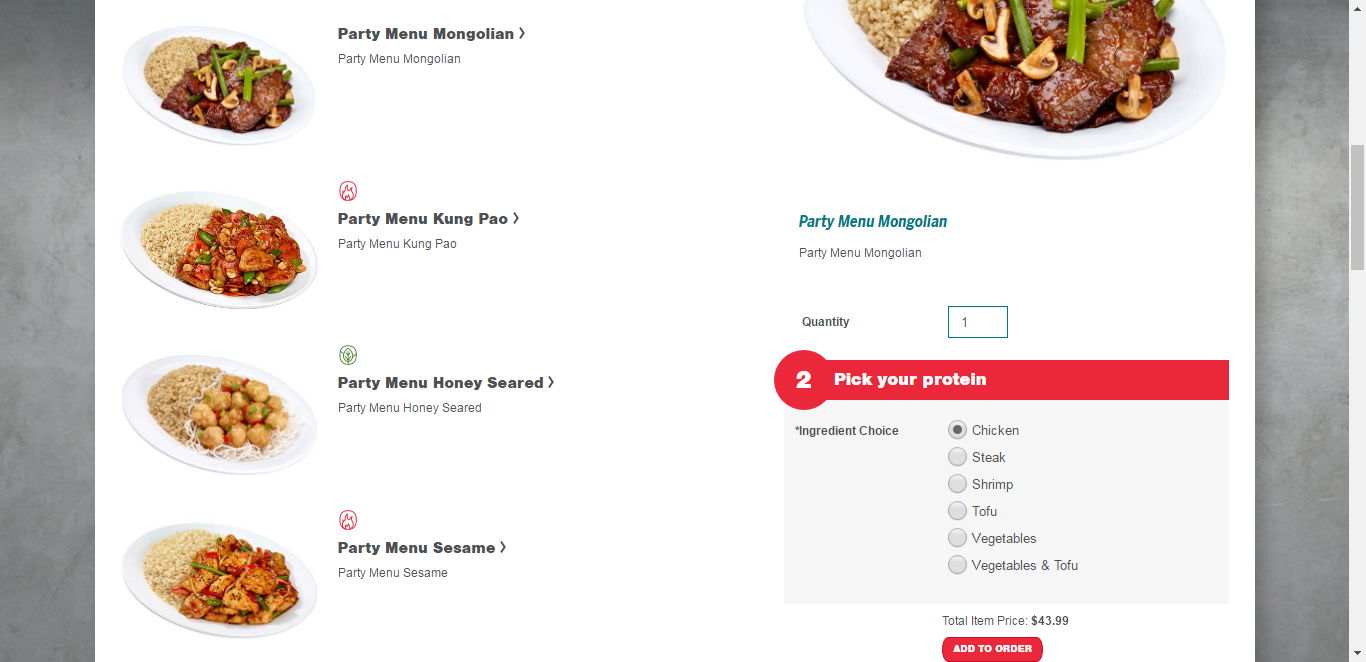 Party Menu Mongolian >
Party Menu Mongolian
Party Menu Kung Pao >
Party Menu Kung Pao
Party Menu Honey Seared >
Party Menu Honey Seared
Party Menu Sesame >
Party Menu Sesame
Party Menu Mongolian
Party Menu Mongolian
Quantity 1
2 Pick your protein
*Ingredient Choice Chicken
Steak
Shrimp
Tofu
Vegetables
Vegetables & Tofu
Total Item Price: $43.99
ADD TO ORDER